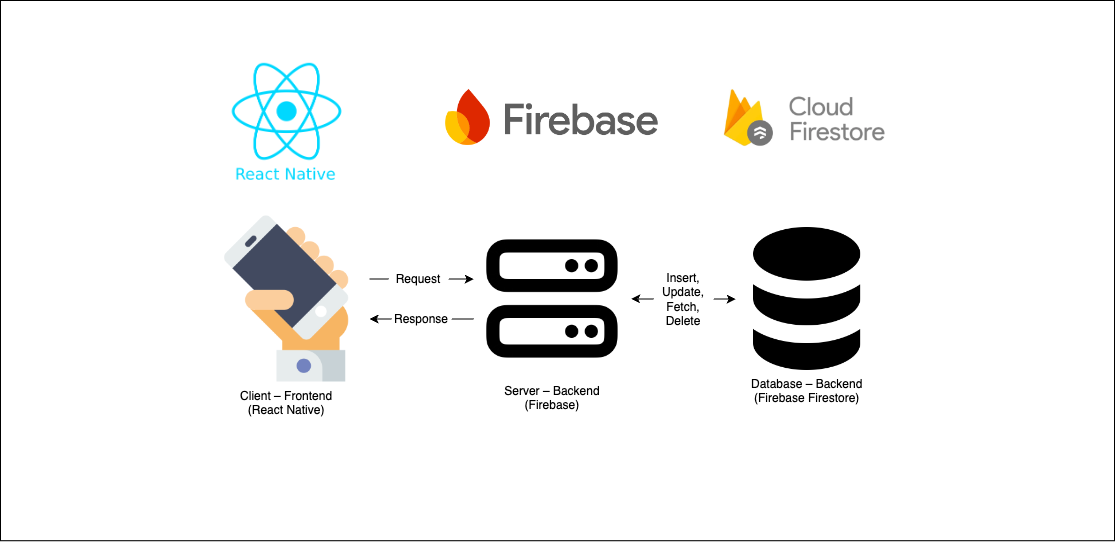 React Native
Firebase
Cloud
Firestore
Request
Response
Insert,
Update,
Fetch,
Delete
Client – Frontend
(React Native)
Server – Backend
(Firebase)
Database – Backend
(Firebase Firestore)